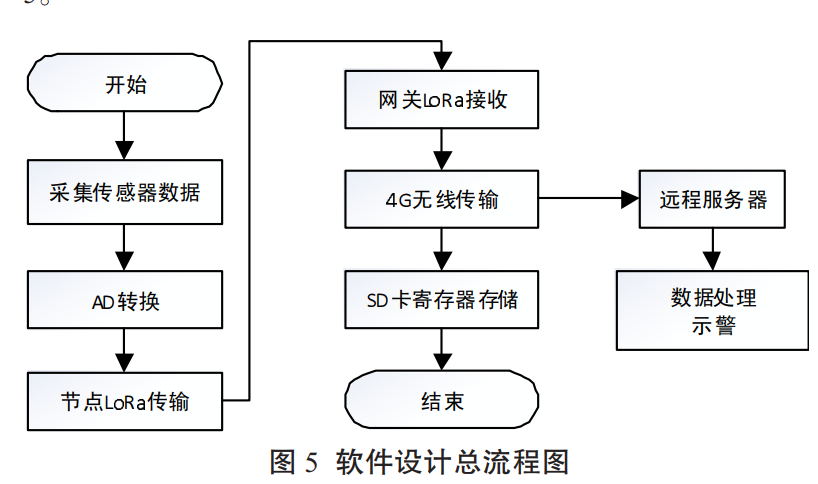 开始
采集传感器数据
AD转换
节点LoRa传输
网关LoRa接收
4G无线传输
SD卡寄存器存储
结束
远程服务器
数据处理
示警
图 5 软件设计总流程图